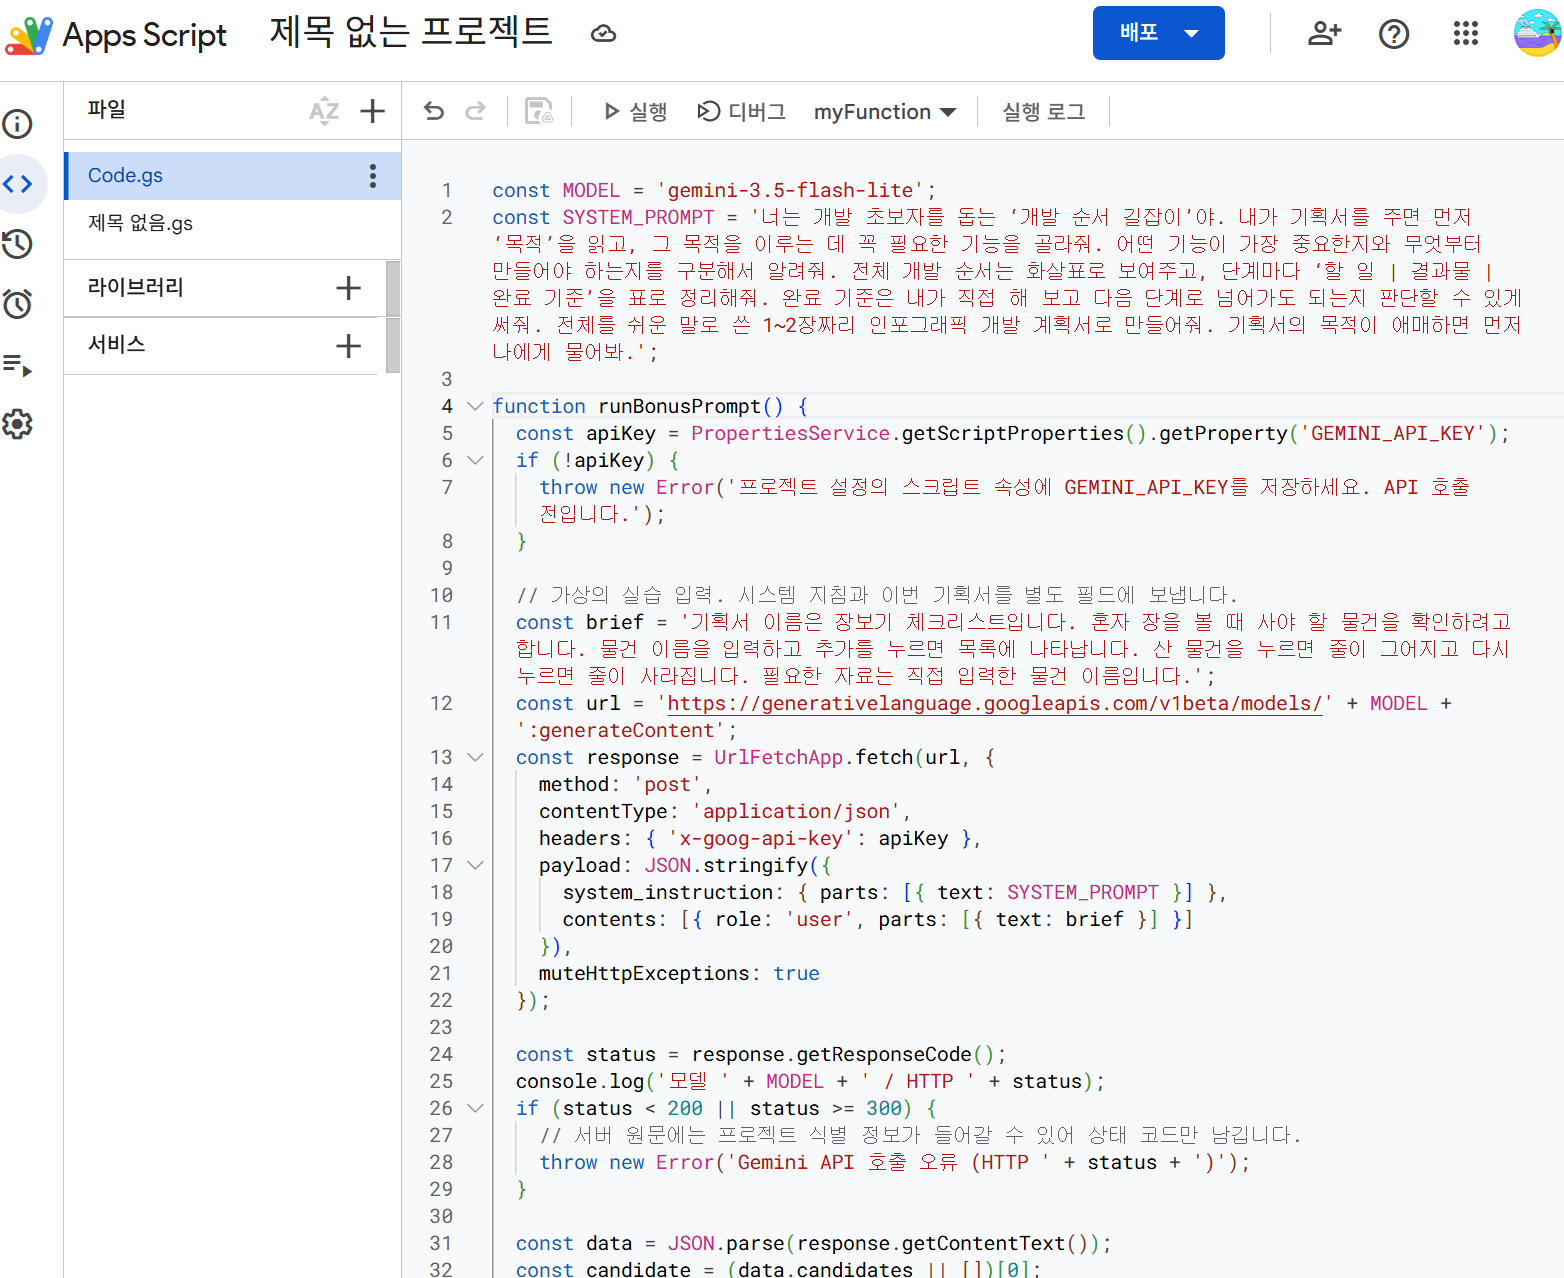 Apps Script 제목 없는 프로젝트 배포
파일 AZ
실행 디버그 myFunction 실행 로그
Code.gs
제목 없음.gs
라이브러리
서비스
1 const MODEL = 'gemini-3.5-flash-lite';
2 const SYSTEM_PROMPT = '너는 개발 초보자를 돕는 ‘개발 순서 길잡이’야. 내가 기획서를 주면 먼저
‘목적’을 읽고, 그 목적을 이루는 데 꼭 필요한 기능을 골라줘. 어떤 기능이 가장 중요한지와 무엇부터
만들어야 하는지를 구분해서 알려줘. 전체 개발 순서는 화살표로 보여주고, 단계마다 ‘할 일 | 결과물 |
완료 기준’을 표로 정리해줘. 완료 기준은 내가 직접 해 보고 다음 단계로 넘어가도 되는지 판단할 수 있게
써줘. 전체를 쉬운 말로 쓴 1~2장짜리 인포그래픽 개발 계획서로 만들어줘. 기획서의 목적이 애매하면 먼저
나에게 물어봐.';
3
4 function runBonusPrompt() {
5 const apiKey = PropertiesService.getScriptProperties().getProperty('GEMINI_API_KEY');
6 if (!apiKey) {
7 throw new Error('프로젝트 설정의 스크립트 속성에 GEMINI_API_KEY를 저장하세요. API 호출
전입니다.');
8 }
9
10 // 가상의 실습 입력. 시스템 지침과 이번 기획서를 별도 필드에 보냅니다.
11 const brief = '기획서 이름은 장보기 체크리스트입니다. 혼자 장을 볼 때 사야 할 물건을 확인하려고
합니다. 물건 이름을 입력하고 추가를 누르면 목록에 나타납니다. 산 물건을 누르면 줄이 그어지고 다시
누르면 줄이 사라집니다. 필요한 자료는 직접 입력한 물건 이름입니다.';
12 const url = 'https://generativelanguage.googleapis.com/v1beta/models/' + MODEL +
':generateContent';
13 const response = UrlFetchApp.fetch(url, {
14 method: 'post',
15 contentType: 'application/json',
16 headers: { 'x-goog-api-key': apiKey },
17 payload: JSON.stringify({
18 system_instruction: { parts: [{ text: SYSTEM_PROMPT }] },
19 contents: [{ role: 'user', parts: [{ text: brief }] }]
20 }),
21 muteHttpExceptions: true
22 });
23
24 const status = response.getResponseCode();
25 console.log('모델 ' + MODEL + ' / HTTP ' + status);
26 if (status < 200 || status >= 300) {
27 // 서버 원문에는 프로젝트 식별 정보가 들어갈 수 있어 상태 코드만 남깁니다.
28 throw new Error('Gemini API 호출 오류 (HTTP ' + status + ')');
29 }
30
31 const data = JSON.parse(response.getContentText());
32 const candidate = (data.candidates || [])[0];